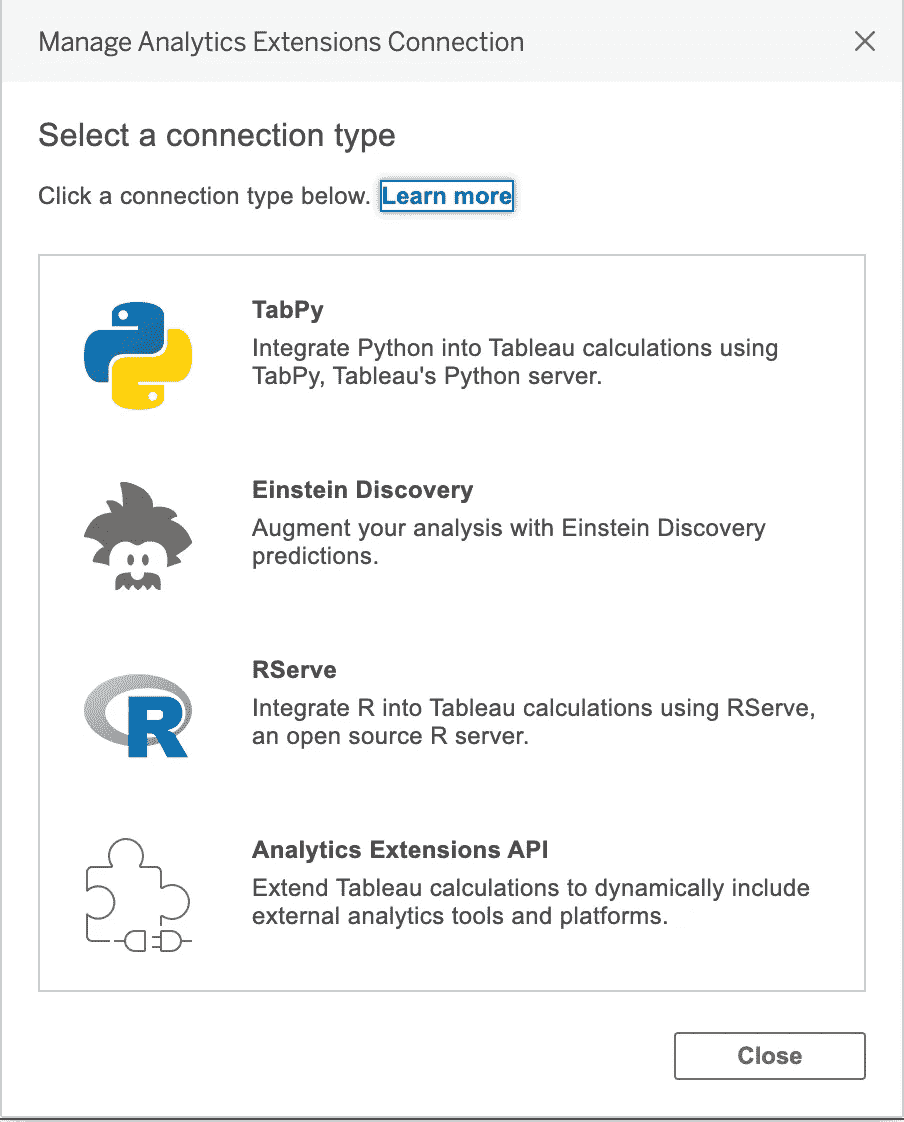 Manage Analytics Extensions Connection
Select a connection type
Click a connection type below. Learn more
TabPy
Integrate Python into Tableau calculations using
TabPy, Tableau's Python server.
Einstein Discovery
Augment your analysis with Einstein Discovery
predictions.
R
RServe
Integrate R into Tableau calculations using RServe,
an open source R server.
Analytics Extensions API
Extend Tableau calculations to dynamically include
external analytics tools and platforms.
Close